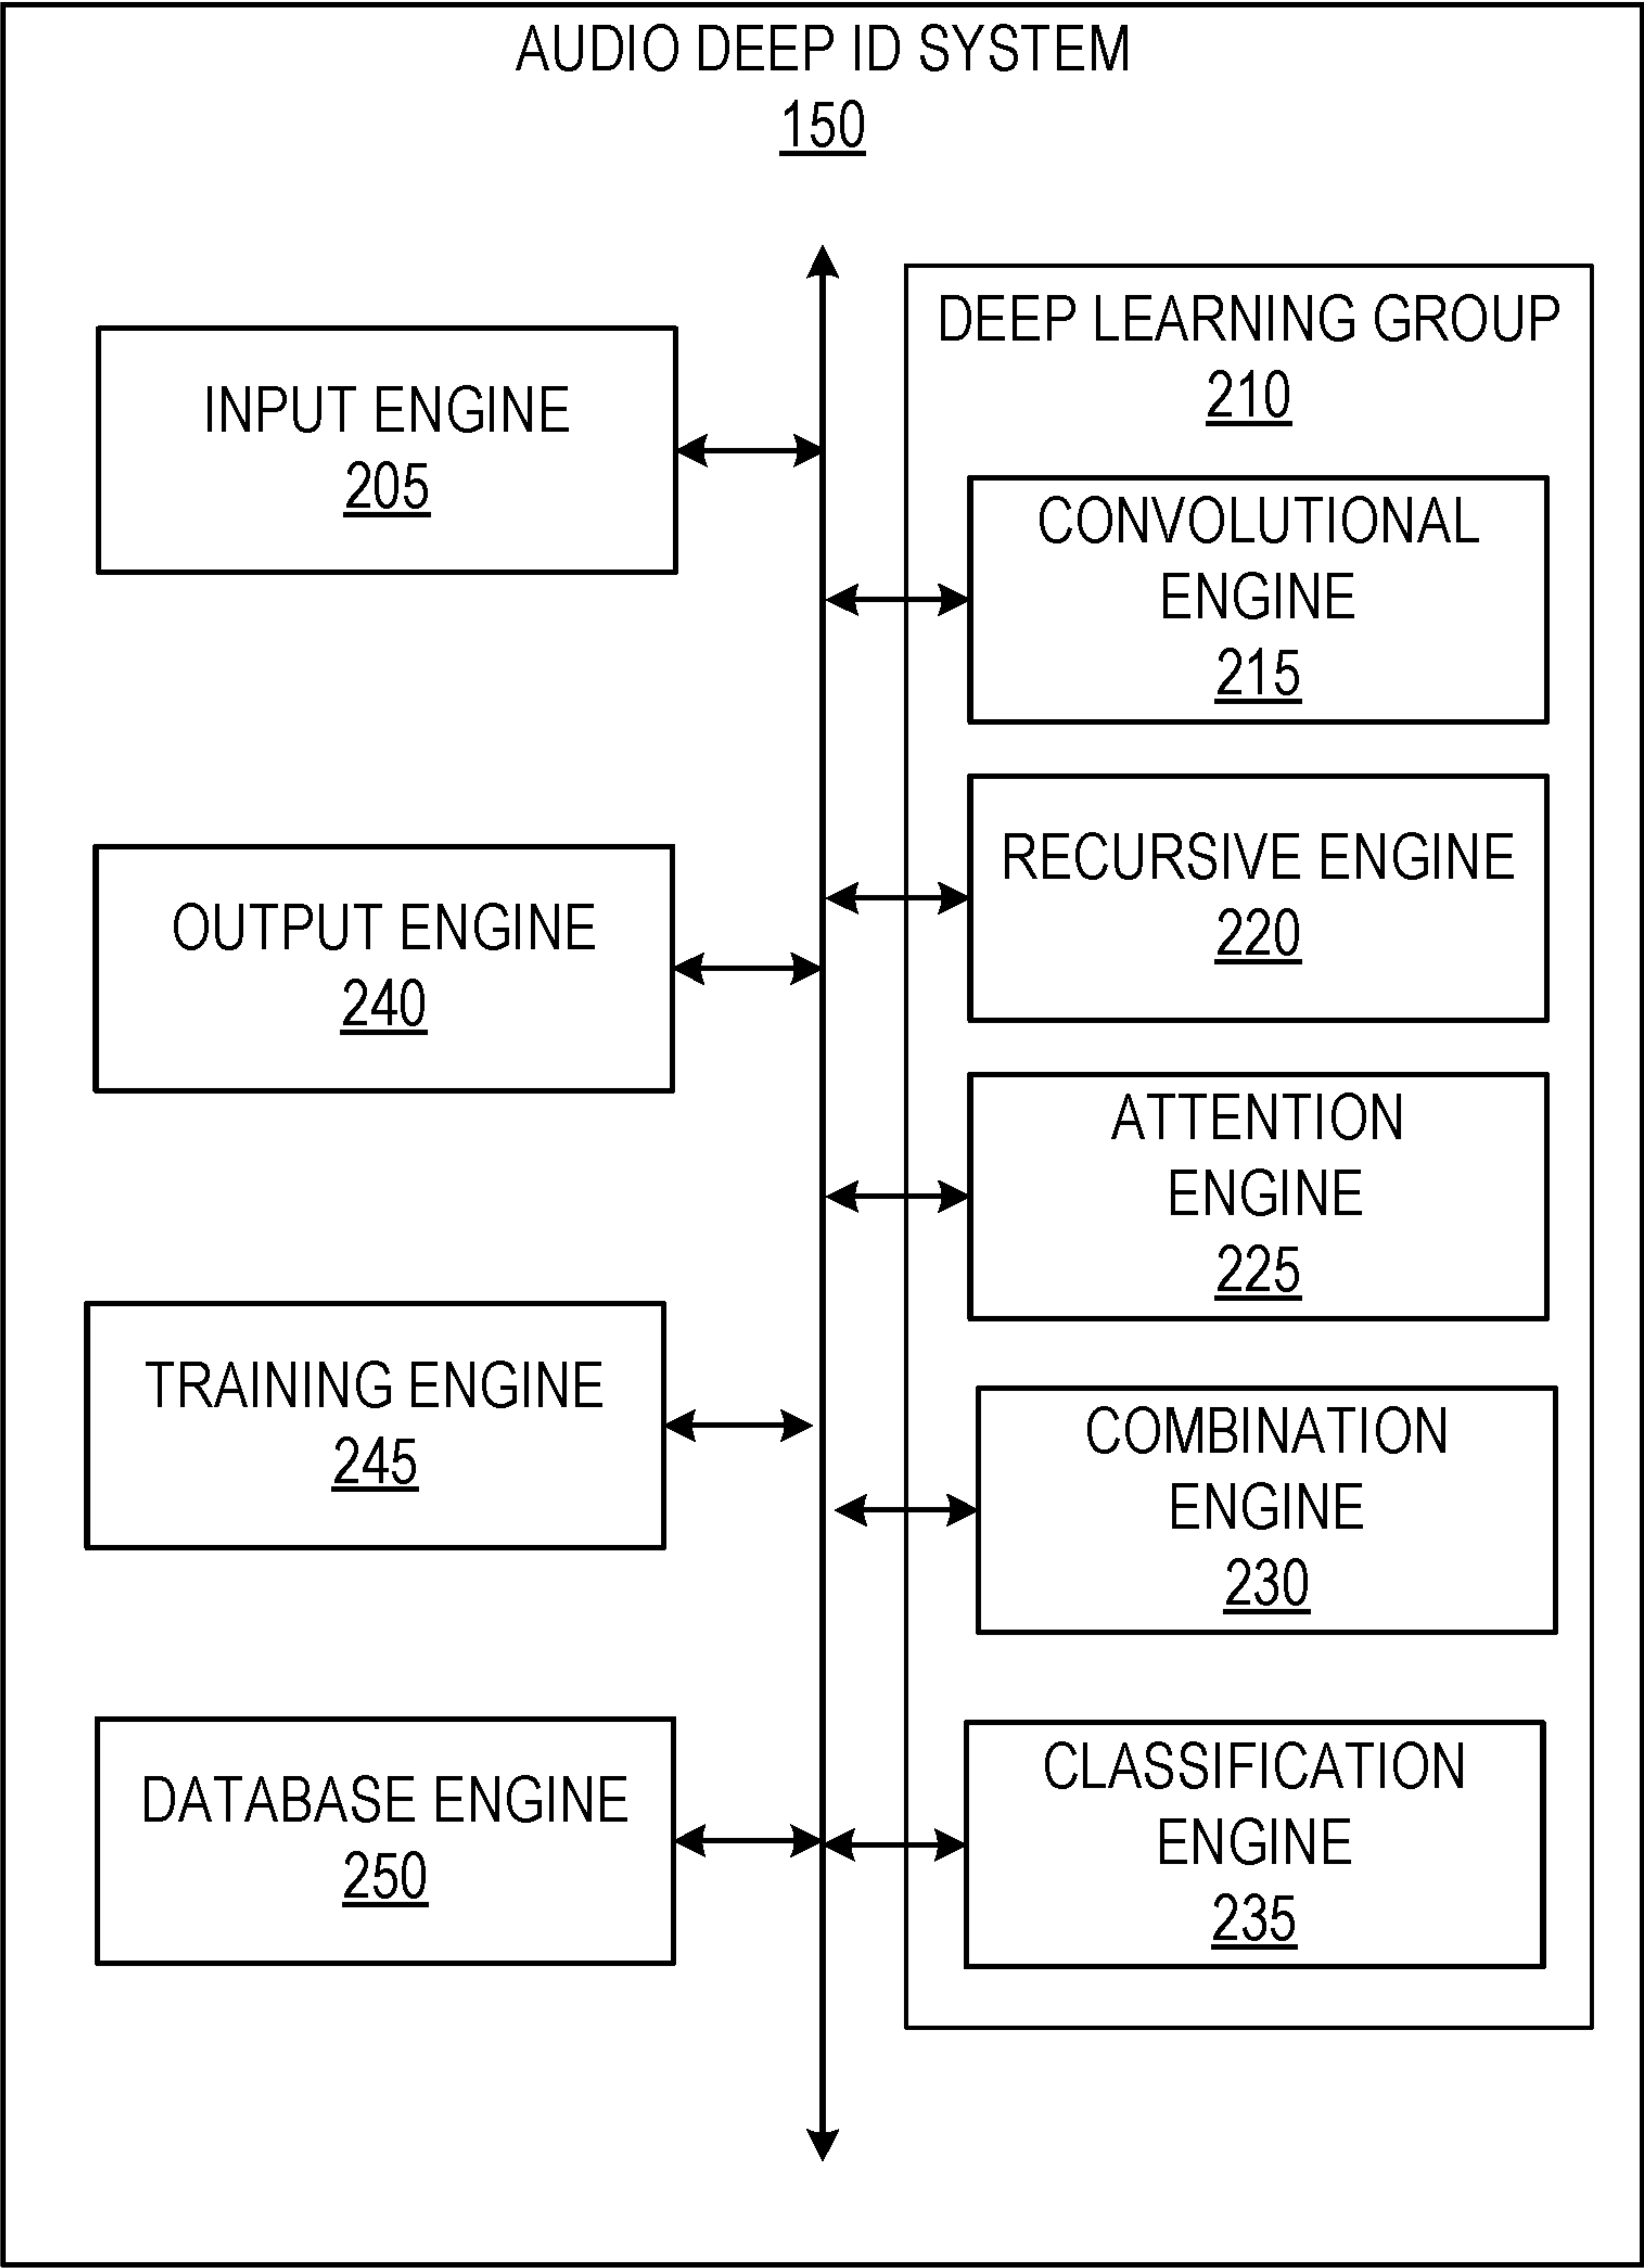 AUDIO DEEP ID SYSTEM
150
INPUT ENGINE
205
OUTPUT ENGINE
240
TRAINING ENGINE
245
DATABASE ENGINE
250
DEEP LEARNING GROUP
210
CONVOLUTIONAL
ENGINE
215
RECURSIVE ENGINE
220
ATTENTION
ENGINE
225
COMBINATION
ENGINE
230
CLASSIFICATION
ENGINE
235